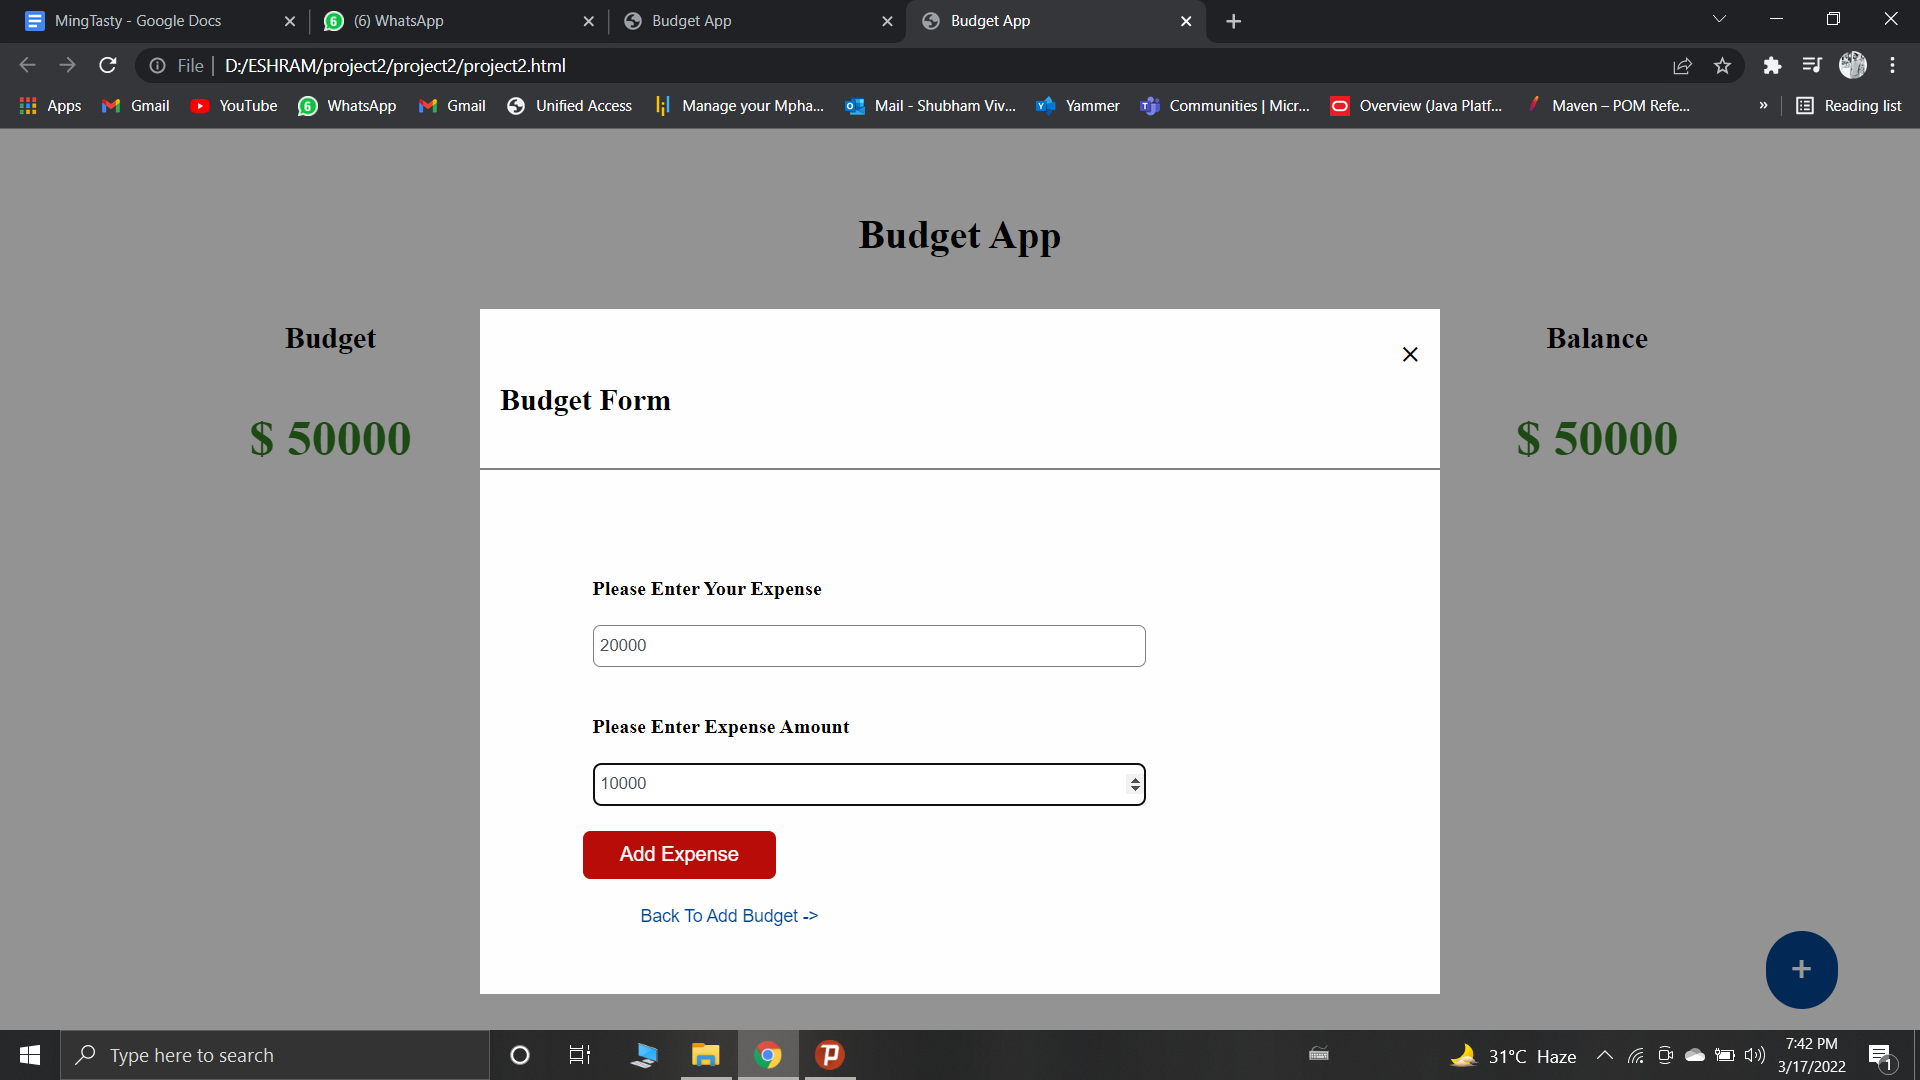 MingTasty - Google Docs
(6) WhatsApp
Budget App
Budget App
File | D:/ESHRAM/project2/project2/project2.html
Apps
Gmail
YouTube
6
WhatsApp
Gmail
Unified Access
Manage your Mpha...
Mail - Shubham Viv...
Yammer
Communities | Micr...
Overview (Java Platf...
Maven – POM Refe...
»
Reading list
Budget App
Budget
Balance
Budget Form
$ 50000
$ 50000
Please Enter Your Expense
20000
Please Enter Expense Amount
10000
Add Expense
Back To Add Budget ->
+
Type here to search
31°C Haze
7:42 PM
3/17/2022
1